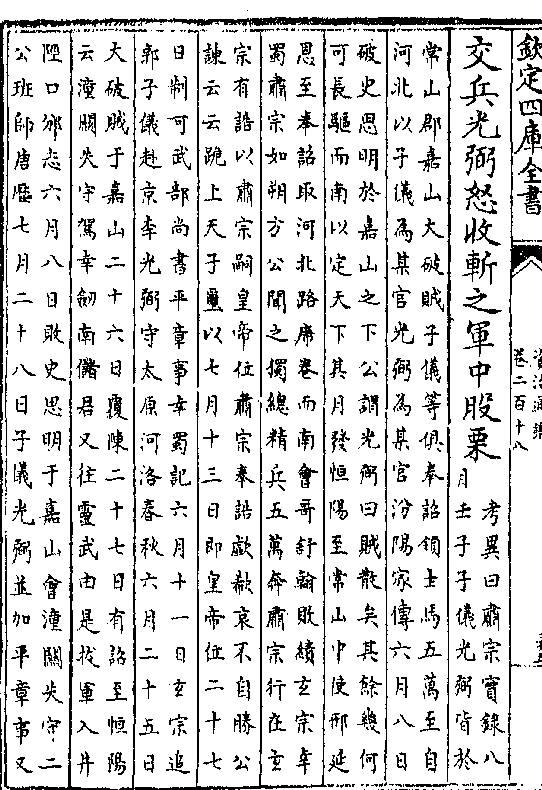 欽定四庫全書
資治通鑑
卷二百十八
交兵光弼怒收斬之軍中股栗
考異曰肅宗實錄八
月壬子子儀光弼皆於
常山郡嘉山大破賊子儀等俱奉詔領士馬五萬至自
河北以子儀為某官光弼為某官汾陽家傳六月八日
破史思明於嘉山之下公謂光弼曰賊散矣其餘幾何
可長驅而南以定天下其月發恒陽至常山中使邢延
恩至奉詔取河北路席卷而南會哥舒翰敗績玄宗幸
蜀肅宗如朔方公聞之獨總精兵五萬奔肅宗行在玄
宗有誥以肅宗嗣皇帝位肅宗奉誥歔欷哀不自勝公
諫云云跪上天子璽以七月十三日即皇帝位二十七
日制可武部尚書平章事幸蜀記六月十一日玄宗追
郭子儀赴京李光弼守太原河洛春秋六月二十五日
大破賊于嘉山二十六日覆陳二十七日有詔至恒陽
云潼關失守駕幸劒南儲君又往靈武由是拔軍入井
陘口邠志六月八日敗史思明于嘉山會潼關失守二
公班師唐歷七月二十八日子儀光弼並加平章事又